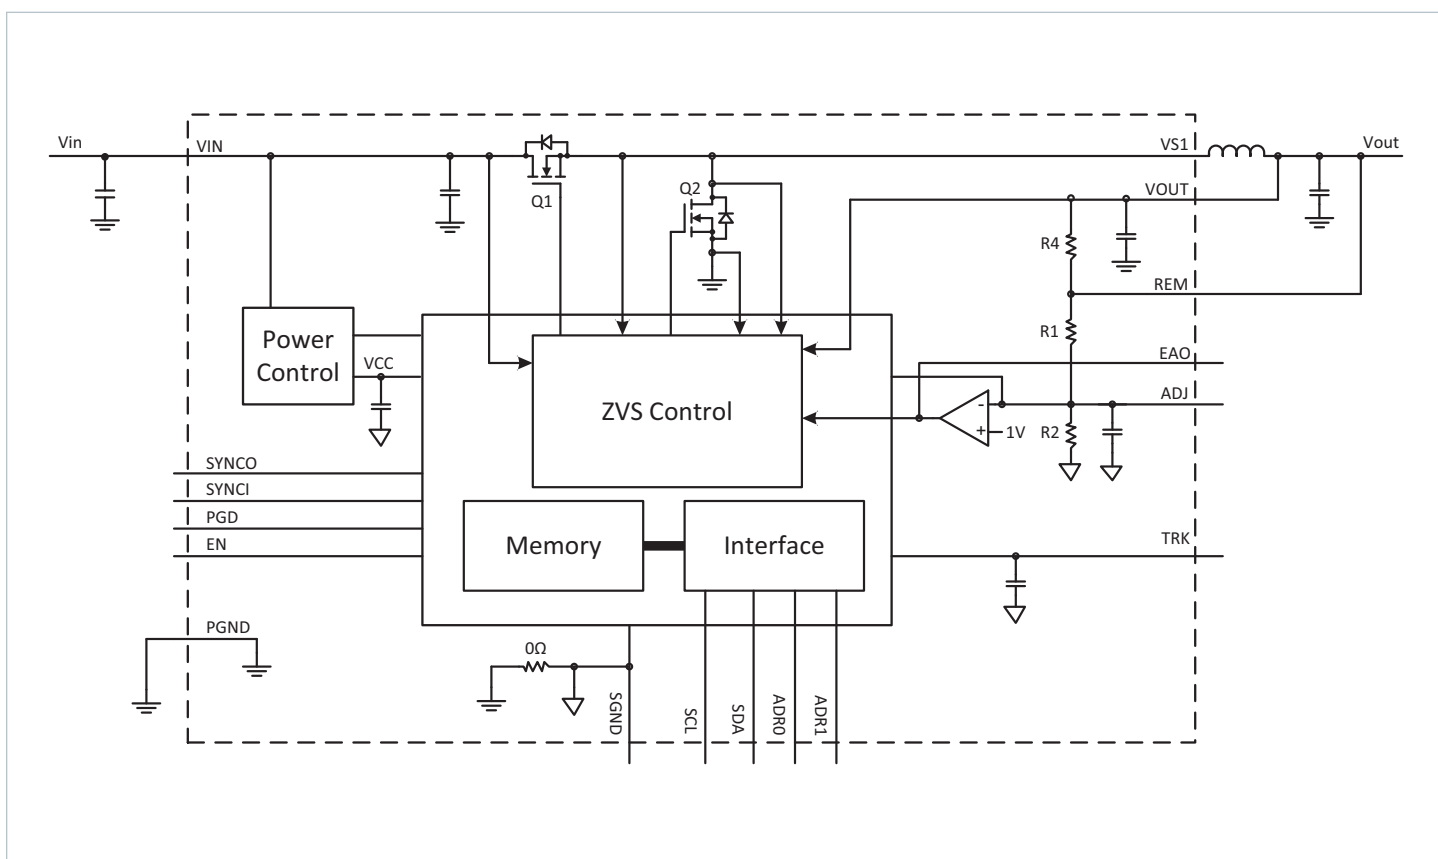 Vin
VIN
VS1
Vout
Q1
Q2
VOUT
R4
REM
Power
Control
R1
VCC
EAO
ZVS Control
ADJ
-
+
1V
R2
SYNCO
SYNCI
PGD
EN
Memory
Interface
TRK
PGND
0Ω
SGND
SCL
SDA
ADR0
ADR1